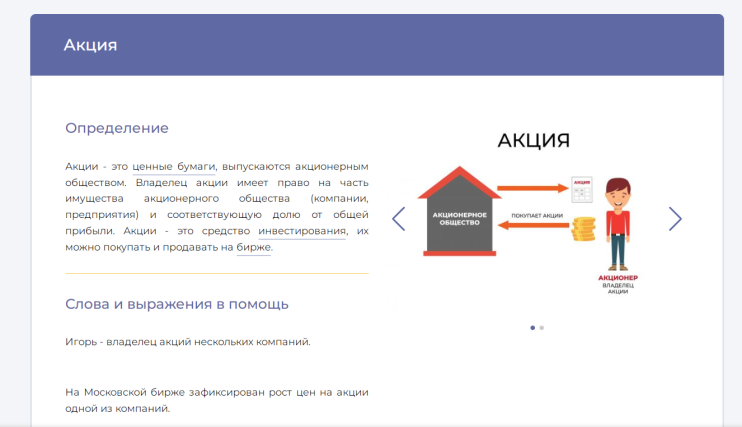 Акция
Определение
Акции - это ценные бумаги, выпускаются акционерным
обществом. Владелец акции имеет право на часть
имущества акционерного общества (компании,
предприятия) и соответствующую долю от общей
прибыли. Акции - это средство инвестирования, их
можно покупать и продавать на бирже.
Слова и выражения в помощь
Игорь - владелец акций нескольких компаний.
На Московской бирже зафиксирован рост цен на акции
одной из компаний.
АКЦИЯ
АКЦИЯ
АКЦИОНЕРНОЕ
ОБЩЕСТВО
ПОКУПАЕТ АКЦИИ
АКЦИОНЕР
ВЛАДЕЛЕЦ
АКЦИИ